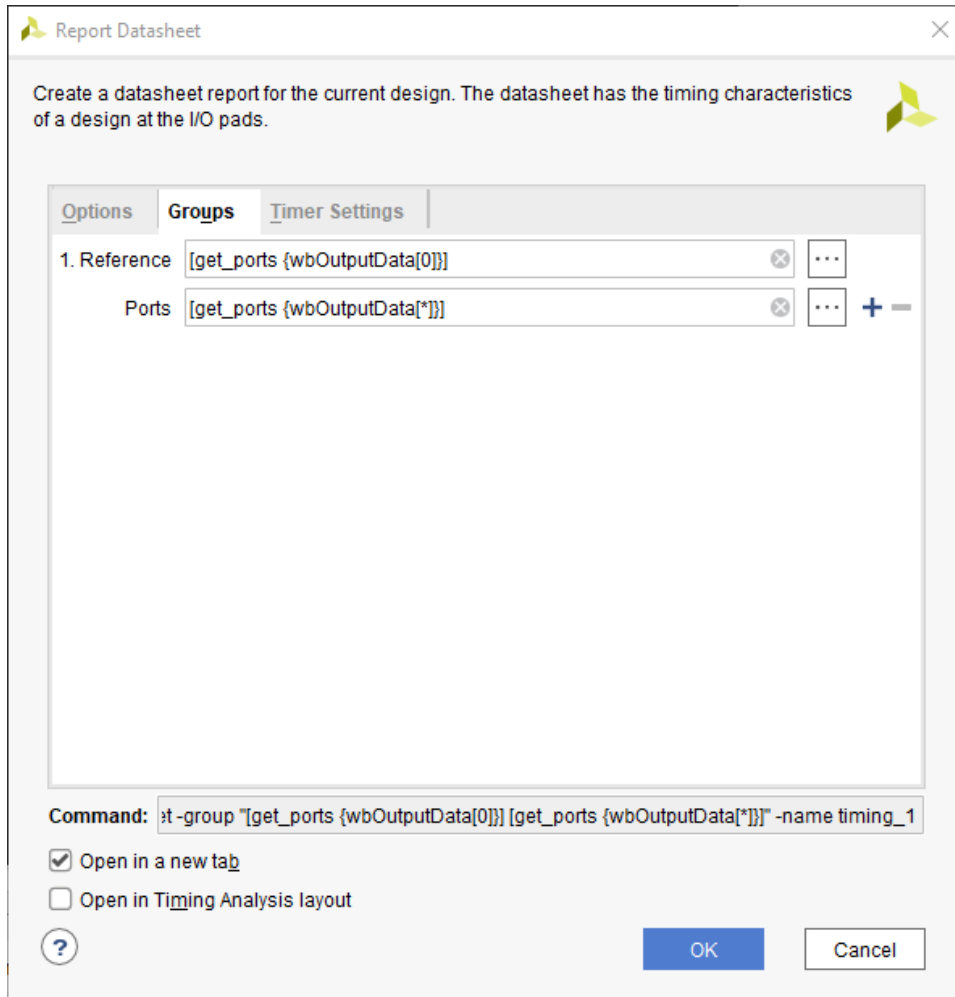 Report Datasheet
Create a datasheet report for the current design. The datasheet has the timing characteristics
of a design at the I/O pads.
Options Groups Timer Settings
1. Reference [get_ports {wbOutputData[0]}] ...
Ports [get_ports {wbOutputData[*]}] ...
Command: et -group "[get_ports {wbOutputData[0]}] [get_ports {wbOutputData[*]}]" -name timing_1
Open in a new tab
Open in Timing Analysis layout
? OK Cancel